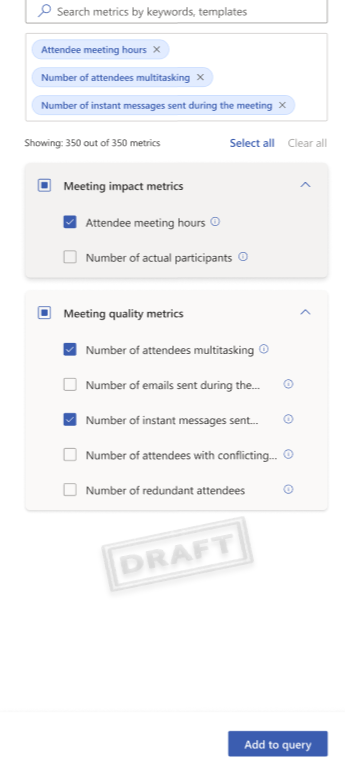 Search metrics by keywords, templates
Attendee meeting hours
Number of attendees multitasking
Number of instant messages sent during the meeting
Showing: 350 out of 350 metrics Select all Clear all
Meeting impact metrics
Attendee meeting hours
Number of actual participants
Meeting quality metrics
Number of attendees multitasking
Number of emails sent during the...
Number of instant messages sent...
Number of attendees with conflicting...
Number of redundant attendees
DRAFT
Add to query